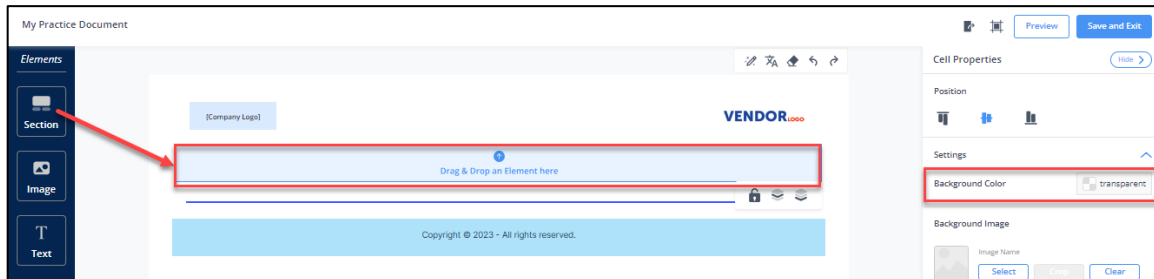 My Practice Document
Preview
Save and Exit
Elements
Section
Image
T
Text
[Company Logo]
VENDOR LOGO
Drag & Drop an Element here
Copyright © 2023 - All rights reserved.
Cell Properties
Hide
Position
Settings
Background Color
transparent
Background Image
Image Name
Select
Crop
Clear